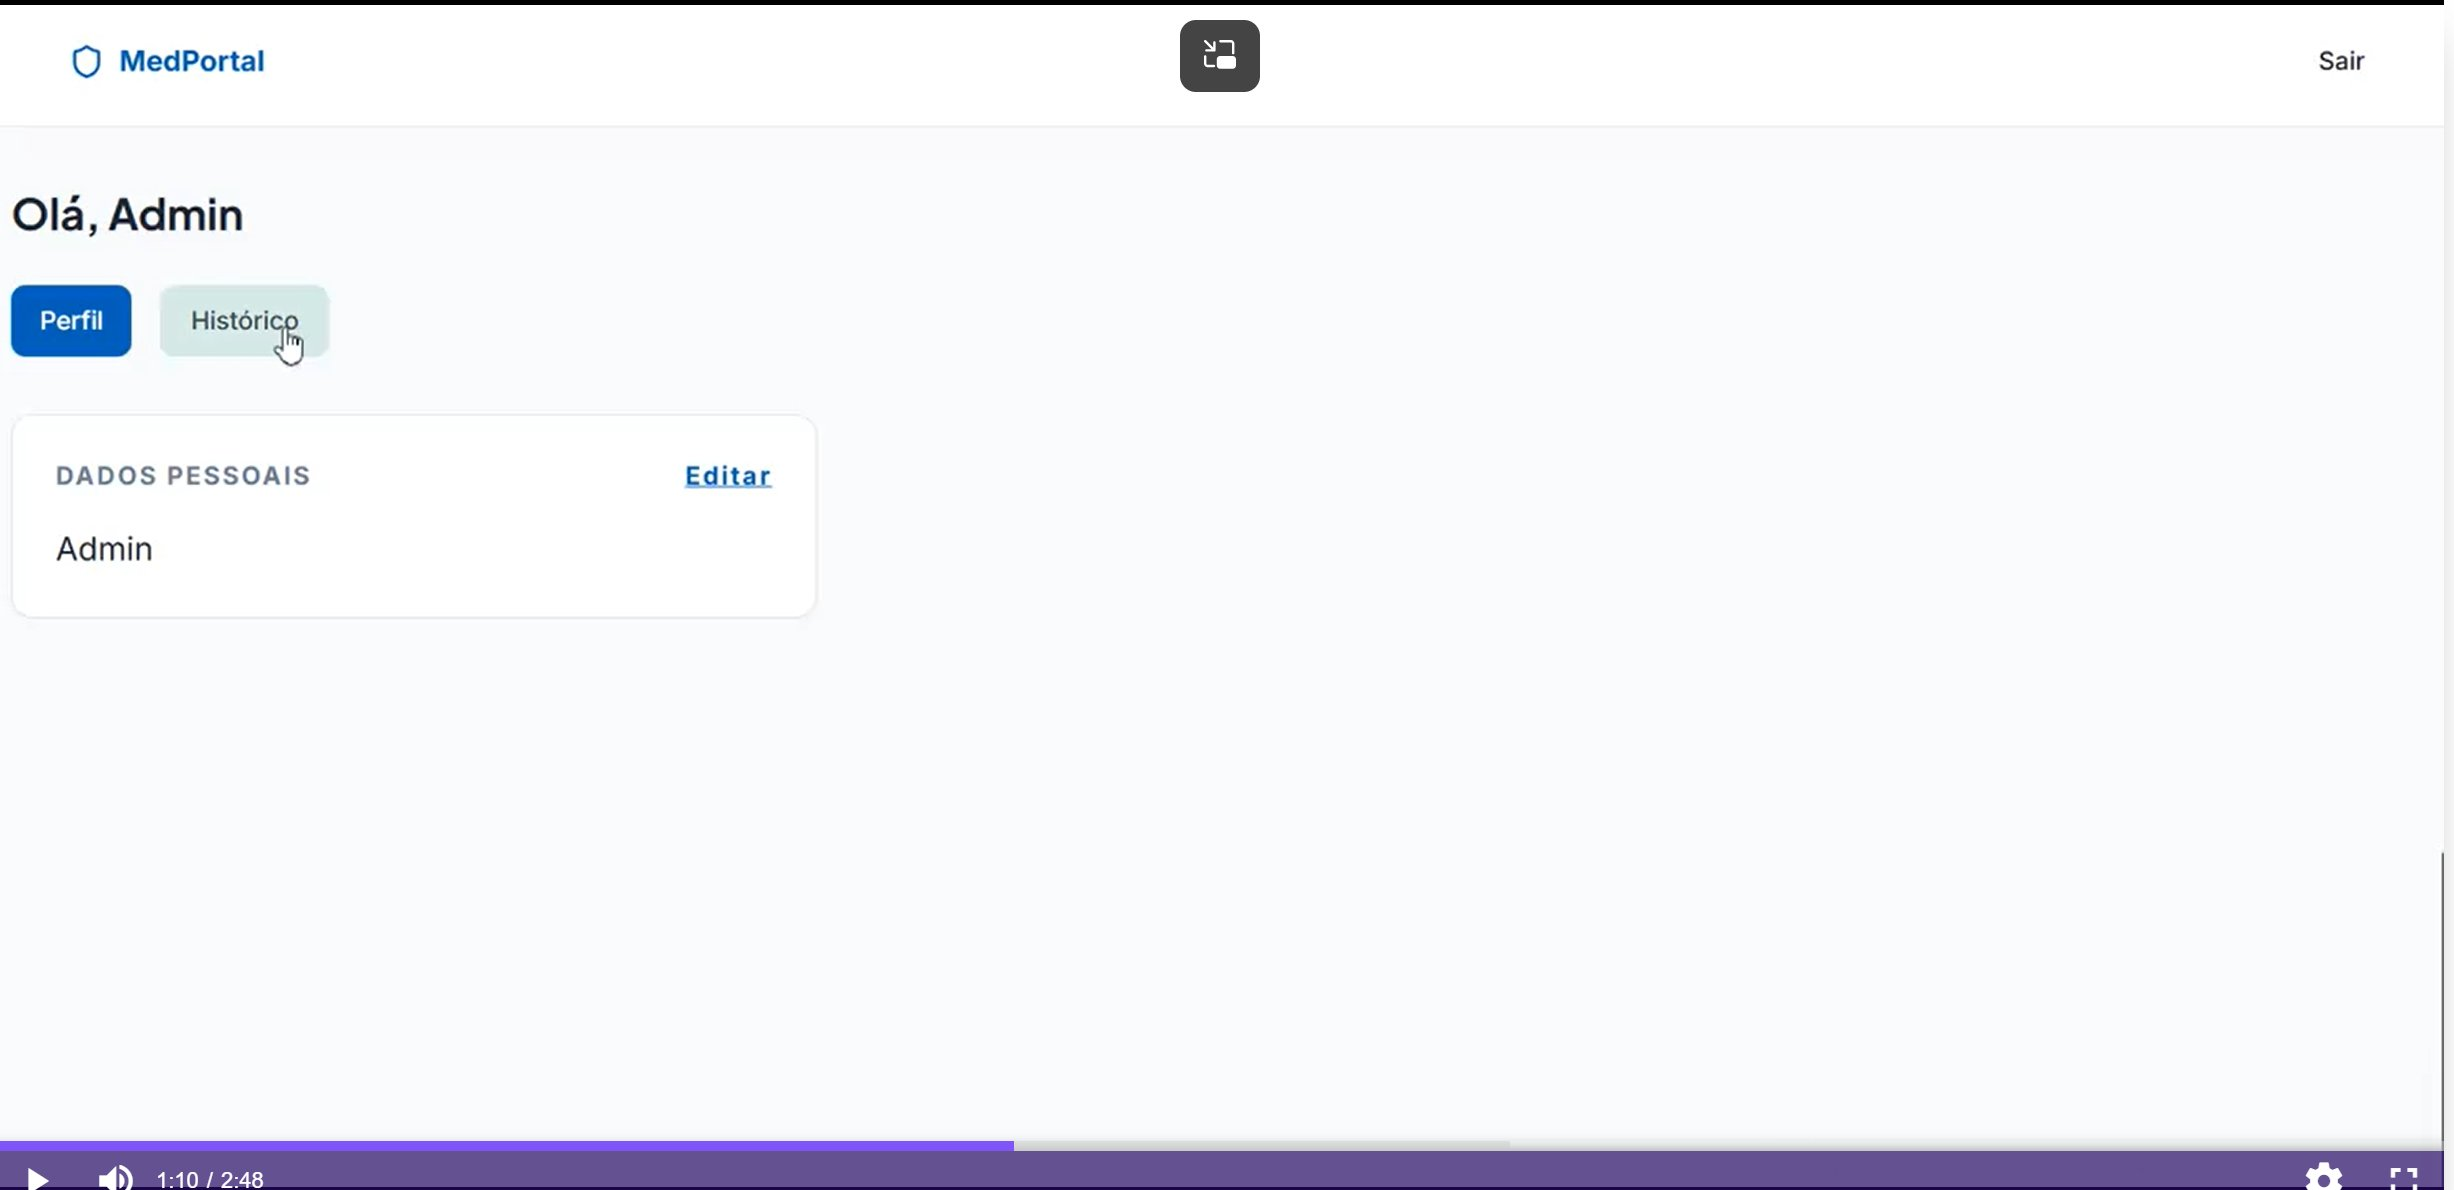 MedPortal
Sair
Olá, Admin
Perfil
Histórico
DADOS PESSOAIS
Editar
Admin
1:10 / 2:48